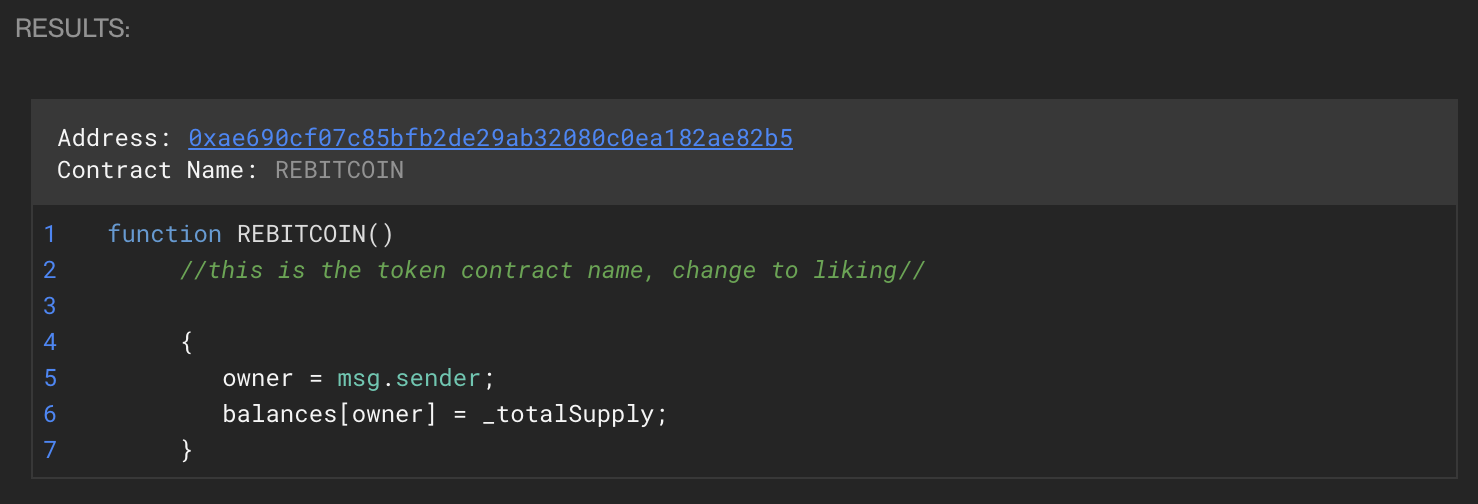 RESULTS:
Address: 0xae690cf07c85bfb2de29ab32080c0ea182ae82b5
Contract Name: REBITCOIN
1 function REBITCOIN()
2 //this is the token contract name, change to liking//
3
4 {
5 owner = msg.sender;
6 balances[owner] = _totalSupply;
7 }